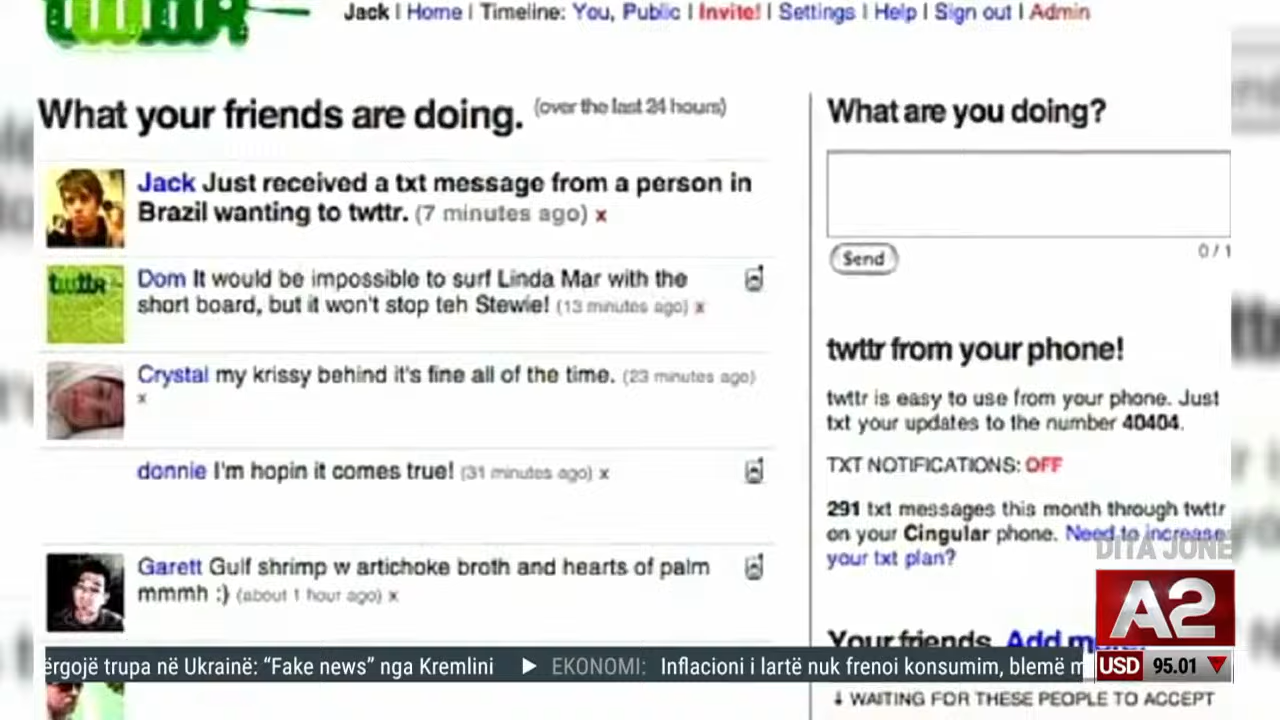 twttr
Jack | Home | Timeline: You, Public | Invite! | Settings | Help | Sign out | Admin
What your friends are doing. (over the last 24 hours)
Jack Just received a txt message from a person in
Brazil wanting to twttr. (7 minutes ago) x
twttr
Dom It would be impossible to surf Linda Mar with the
short board, but it won't stop teh Stewie! (13 minutes ago) x
Crystal my krissy behind it's fine all of the time. (23 minutes ago)
x
donnie I'm hopin it comes true! (31 minutes ago) x
Garett Gulf shrimp w artichoke broth and hearts of palm
mmmh :) (about 1 hour ago) x
What are you doing?
Send
0 / 1
twttr from your phone!
twttr is easy to use from your phone. Just
txt your updates to the number 40404.
TXT NOTIFICATIONS: OFF
291 txt messages this month through twttr
on your Cingular phone. Need to increase
your txt plan?
DITA JONE
A2
Your friends
Add
ërgojë trupa në Ukrainë: “Fake news” nga Kremlini ▶ EKONOMI: Inflacioni i lartë nuk frenoi konsumim, blemë m
USD 95.01 ▼
↓ WAITING FOR THESE PEOPLE TO ACCEPT